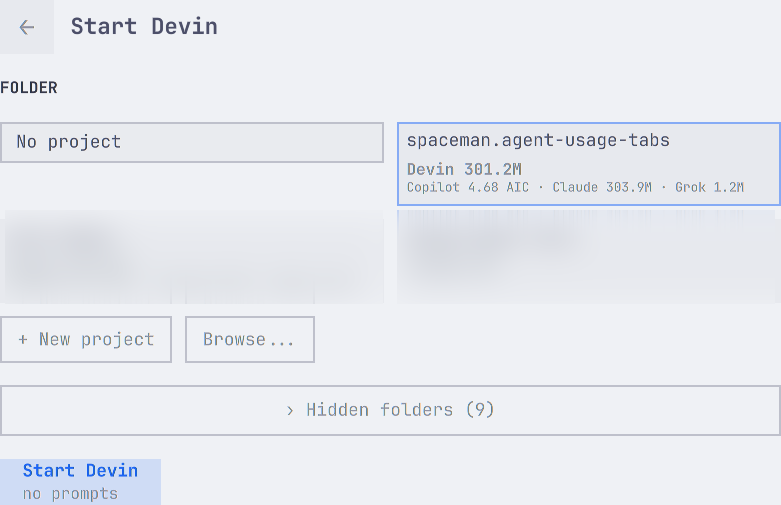 ← Start Devin
FOLDER
No project
spaceman.agent-usage-tabs
Devin 301.2M
Copilot 4.68 AIC · Claude 303.9M · Grok 1.2M
+ New project
Browse...
› Hidden folders (9)
Start Devin
no prompts